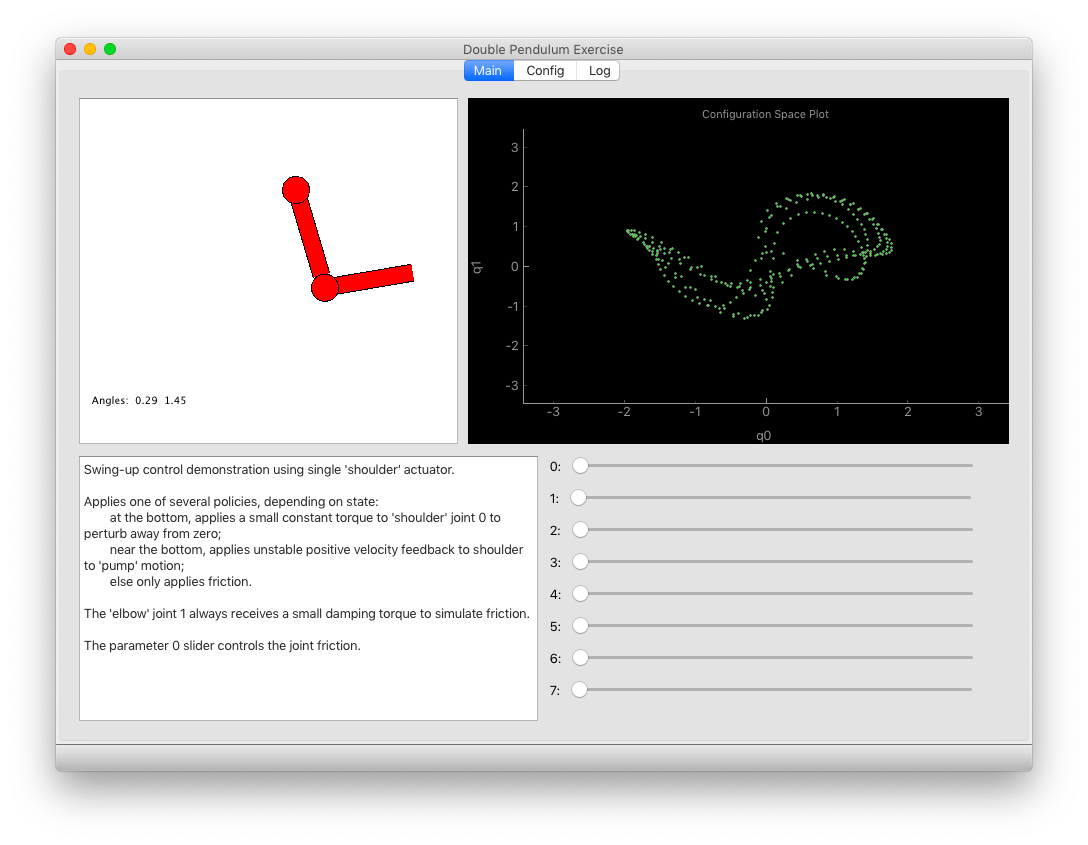 Double Pendulum Exercise
Main Config Log
Angles: 0.29 1.45
Configuration Space Plot
3
2
1
0
-1
-2
-3
q1
-3 -2 -1 0 1 2 3
q0
Swing-up control demonstration using single 'shoulder' actuator.
Applies one of several policies, depending on state:
at the bottom, applies a small constant torque to 'shoulder' joint 0 to
perturb away from zero;
near the bottom, applies unstable positive velocity feedback to shoulder
to 'pump' motion;
else only applies friction.
The 'elbow' joint 1 always receives a small damping torque to simulate friction.
The parameter 0 slider controls the joint friction.
0:
1:
2:
3:
4:
5:
6:
7: